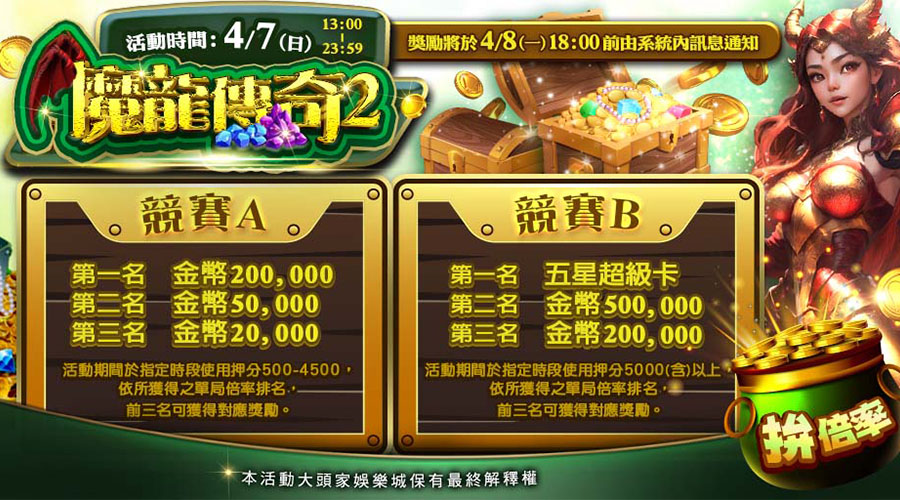 活動時間：4/7(日) 13:00-23:59
獎勵將於4/8(一)18:00前由系統內訊息通知
魔龍傳奇2
競賽A
第一名 金幣200,000
第二名 金幣50,000
第三名 金幣20,000
活動期間於指定時段使用押分500-4500，
依所獲得之單局倍率排名，
前三名可獲得對應獎勵。
競賽B
第一名 五星超級卡
第二名 金幣500,000
第三名 金幣200,000
活動期間於指定時段使用押分5000(含)以上，
依所獲得之單局倍率排名，
前三名可獲得對應獎勵。
拚倍率
本活動大頭家娛樂城保有最終解釋權